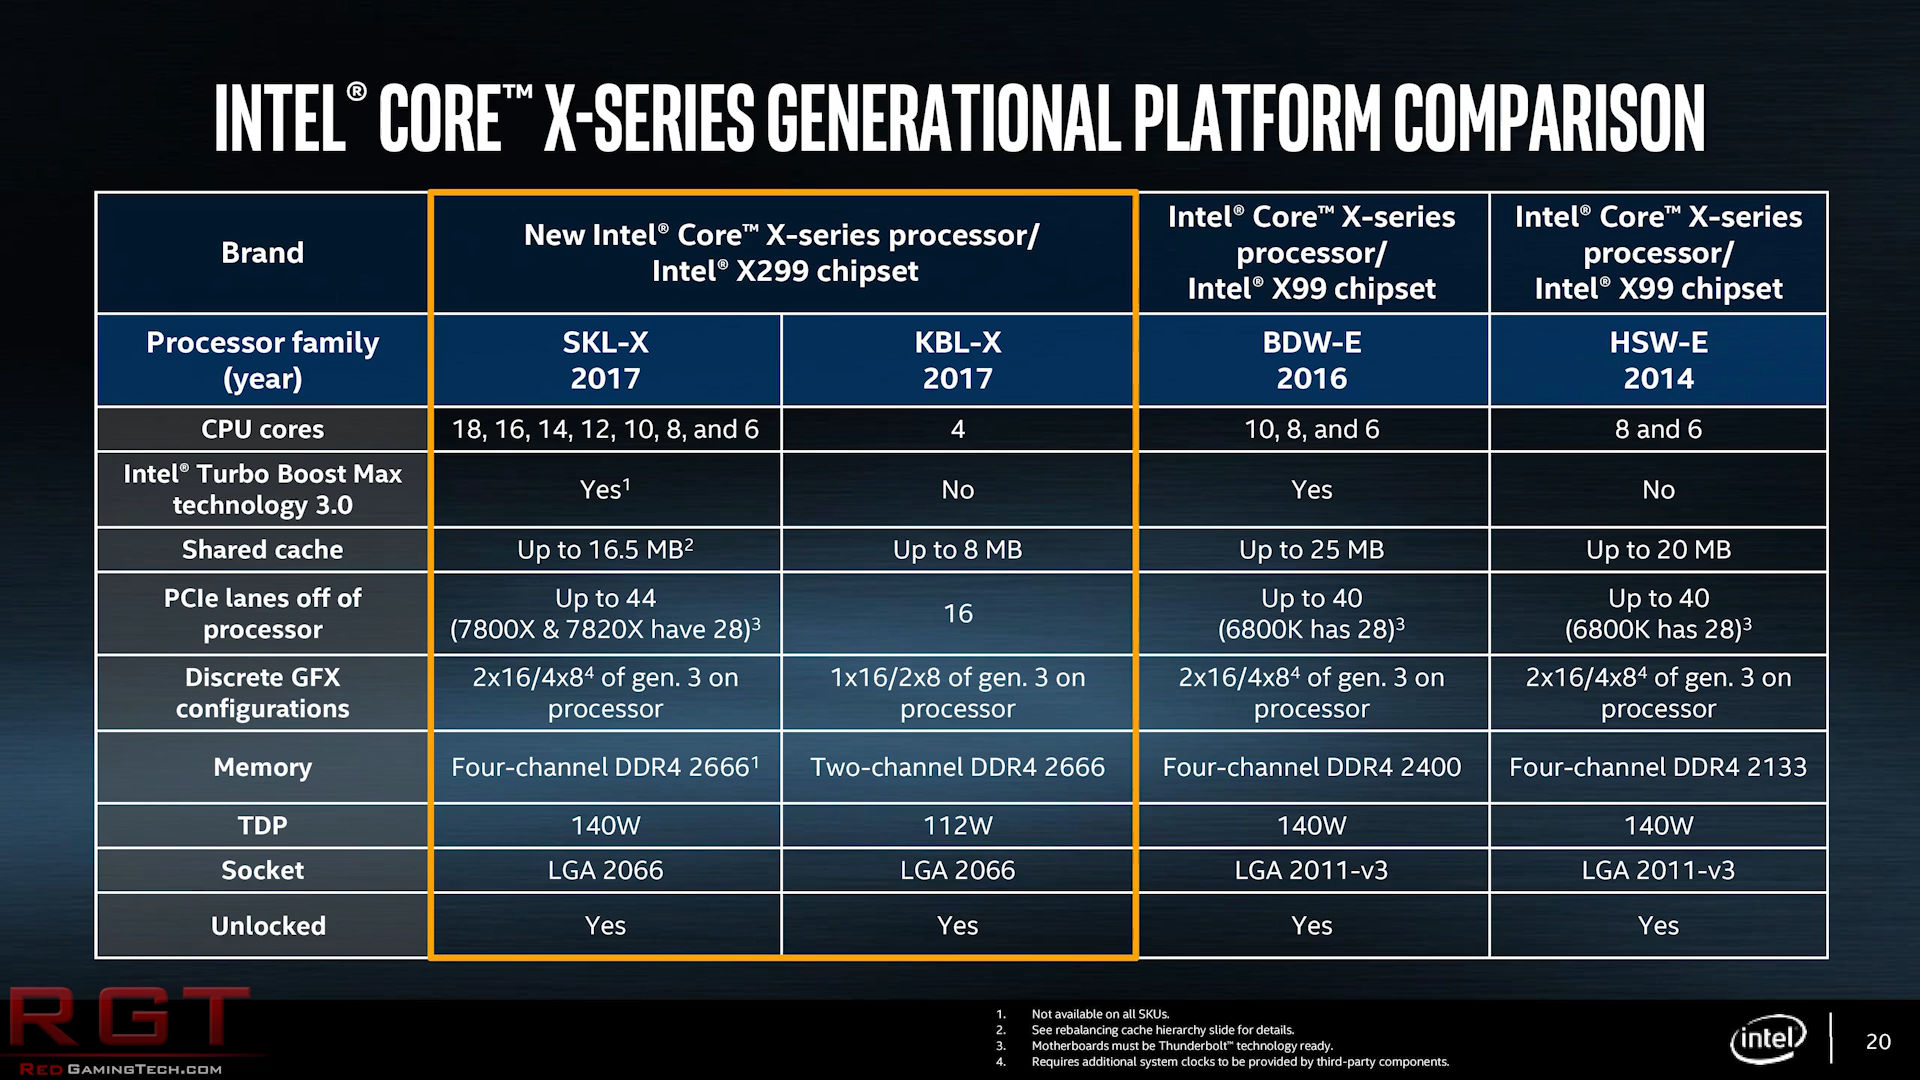 INTEL® CORE™ X-SERIES GENERATIONAL PLATFORM COMPARISON
Brand
New Intel® Core™ X-series processor/
Intel® X299 chipset
Intel® Core™ X-series
processor/
Intel® X99 chipset
Intel® Core™ X-series
processor/
Intel® X99 chipset
Processor family
(year)
SKL-X
2017
KBL-X
2017
BDW-E
2016
HSW-E
2014
CPU cores
18, 16, 14, 12, 10, 8, and 6
4
10, 8, and 6
8 and 6
Intel® Turbo Boost Max
technology 3.0
Yes¹
No
Yes
No
Shared cache
Up to 16.5 MB²
Up to 8 MB
Up to 25 MB
Up to 20 MB
PCIe lanes off of
processor
Up to 44
(7800X & 7820X have 28)³
16
Up to 40
(6800K has 28)³
Up to 40
(6800K has 28)³
Discrete GFX
configurations
2x16/4x8⁴ of gen. 3 on
processor
1x16/2x8 of gen. 3 on
processor
2x16/4x8⁴ of gen. 3 on
processor
2x16/4x8⁴ of gen. 3 on
processor
Memory
Four-channel DDR4 2666¹
Two-channel DDR4 2666
Four-channel DDR4 2400
Four-channel DDR4 2133
TDP
140W
112W
140W
140W
Socket
LGA 2066
LGA 2066
LGA 2011-v3
LGA 2011-v3
Unlocked
Yes
Yes
Yes
Yes
RGT
RED GAMINGTECH.COM
1. Not available on all SKUs.
2. See rebalancing cache hierarchy slide for details.
3. Motherboards must be Thunderbolt™ technology ready.
4. Requires additional system clocks to be provided by third-party components.
intel
20